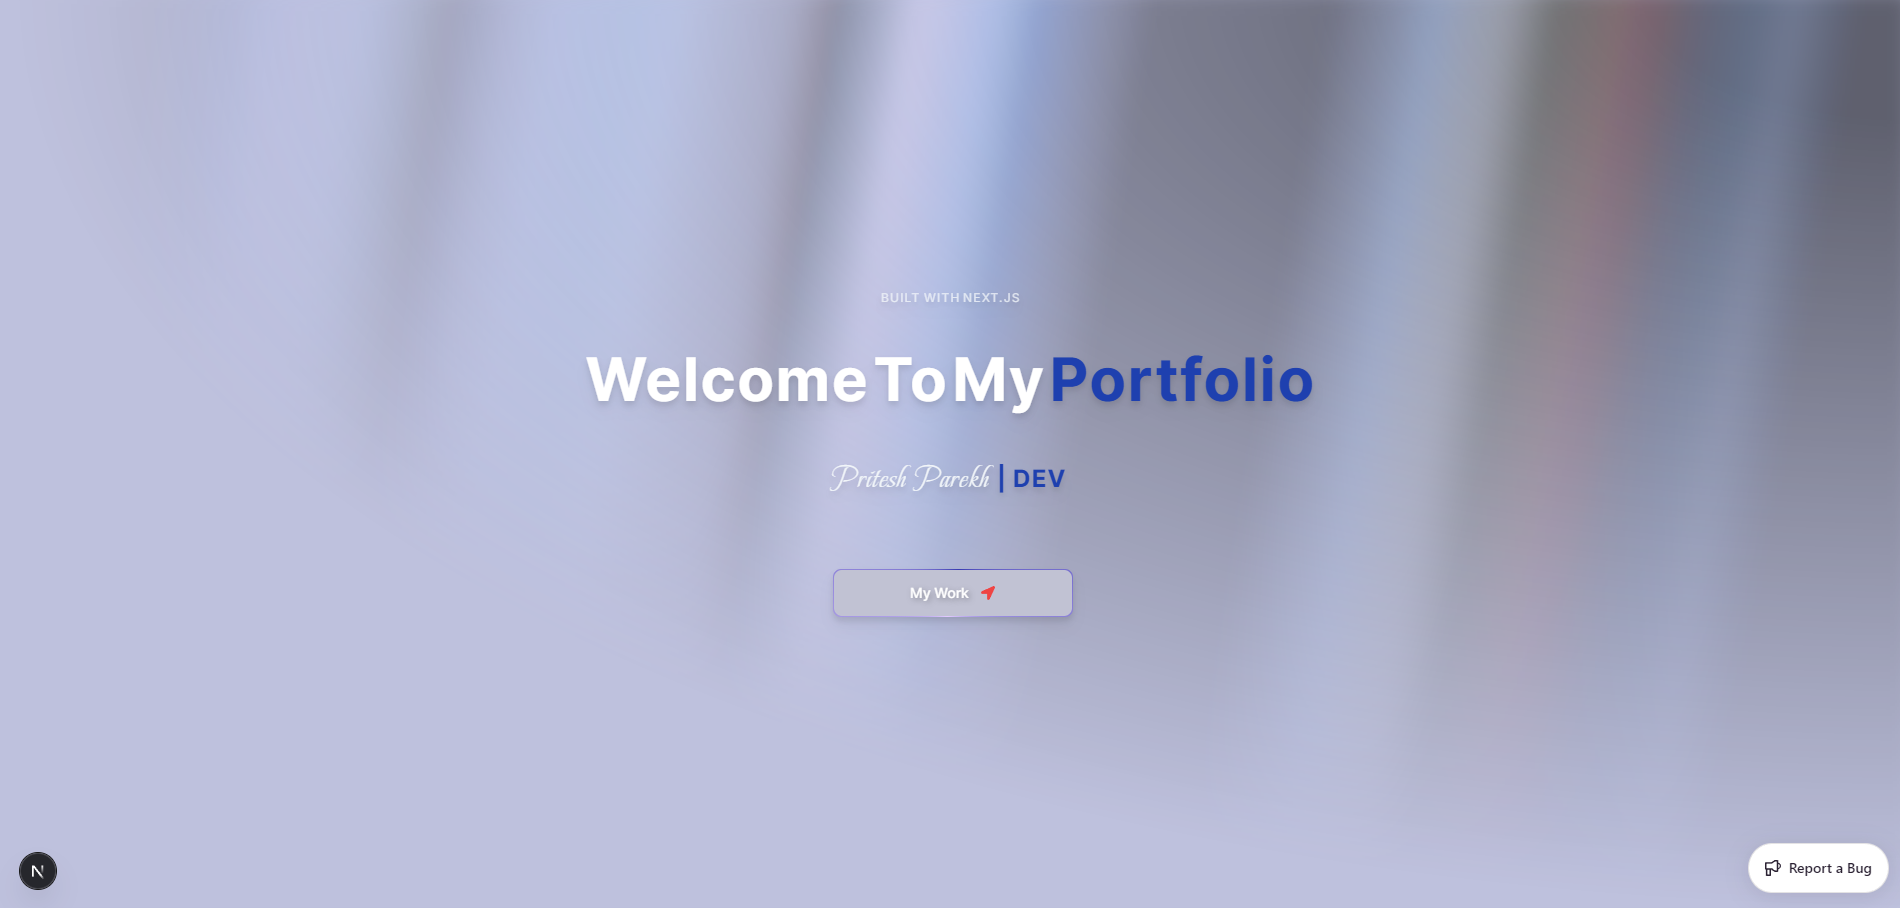 BUILT WITH NEXT.JS
Welcome To My Portfolio
Pritesh Parekh | DEV
My Work
N
Report a Bug